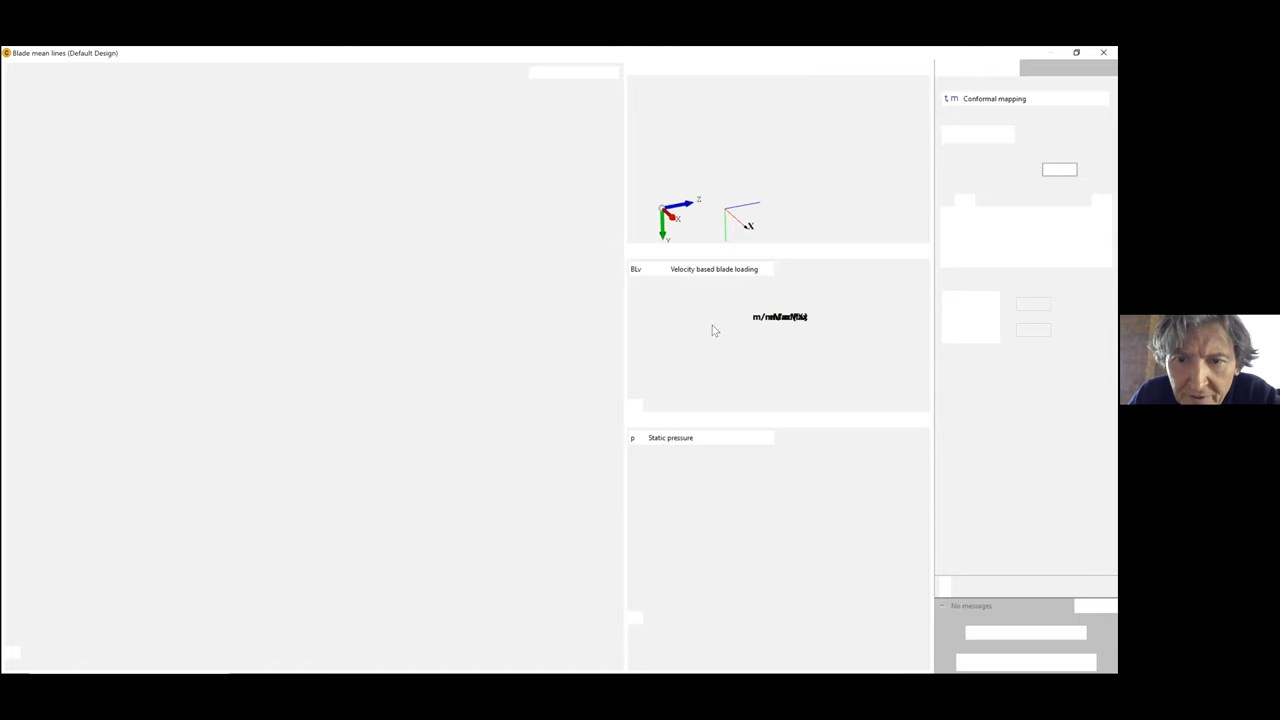 Blade mean lines (Default Design)
t, m Conformal mapping
Z
X
Y
X
BLv Velocity based blade loading
p Static pressure
No messages